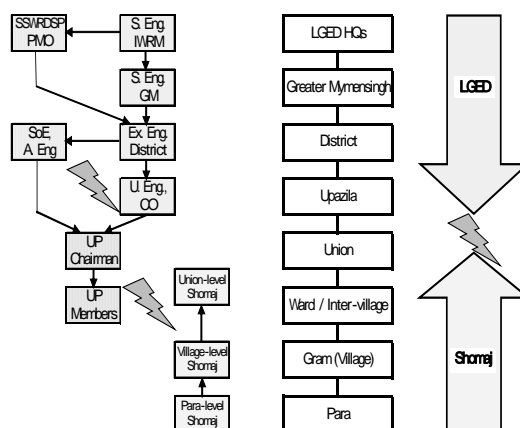 SSWRDSP
PMO
S. Eng.
IWRM
LGED HQs
S. Eng.
GM
Greater Mymensingh
LGED
SoE,
A. Eng
Ex. Eng.
District
District
U. Eng.,
CO
Upazila
UP
Chairman
Union
UP
Members
Union-level
Shomaj
Ward / Inter-village
Village-level
Shomaj
Gram (Village)
Shomaj
Para-level
Shomaj
Para